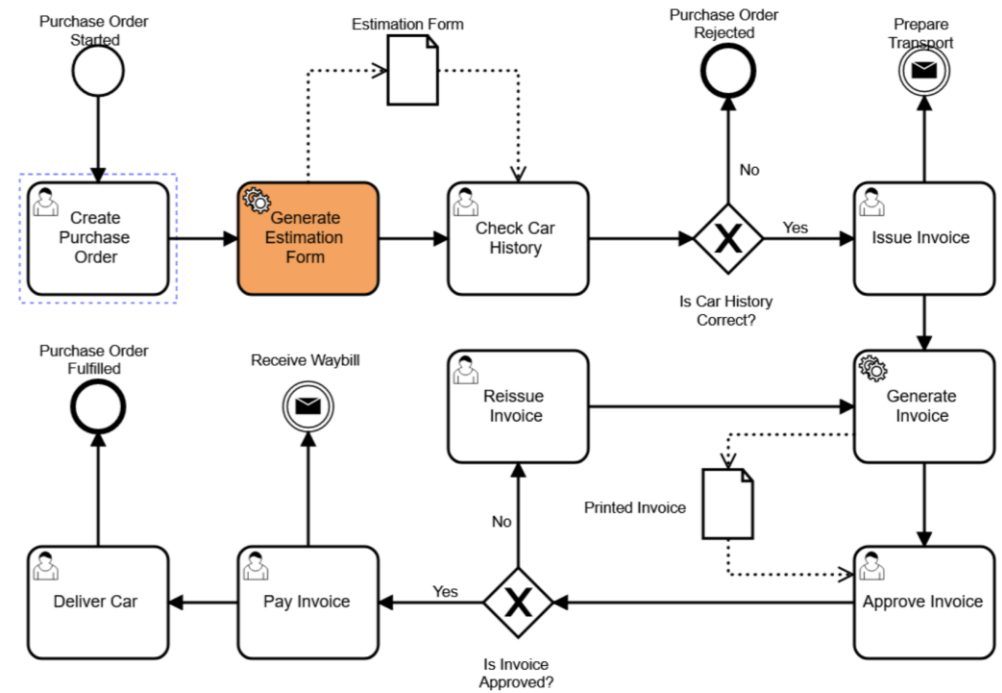 Purchase Order
Started
Estimation Form
Purchase Order
Rejected
Prepare
Transport
No
Create
Purchase
Order
Generate
Estimation
Form
Check Car
History
X
Yes
Issue Invoice
Is Car History
Correct?
Purchase Order
Fulfilled
Receive Waybill
Reissue
Invoice
Generate
Invoice
Printed Invoice
No
Deliver Car
Pay Invoice
Yes
X
Approve Invoice
Is Invoice
Approved?